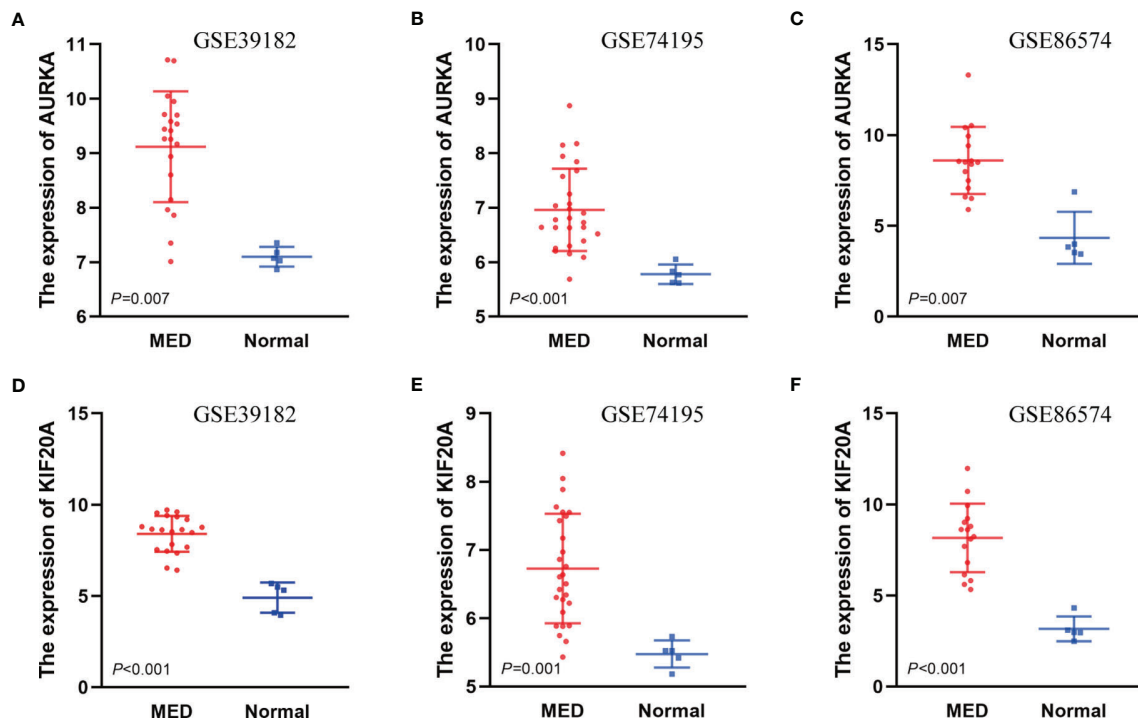 A
GSE39182
The expression of AURKA
11
10
9
8
7
6
P=0.007
MED Normal
B
GSE74195
The expression of AURKA
10
9
8
7
6
5
P<0.001
MED Normal
C
GSE86574
The expression of AURKA
15
10
5
0
P=0.007
MED Normal
D
GSE39182
The expression of KIF20A
15
10
5
0
P<0.001
MED Normal
E
GSE74195
The expression of KIF20A
9
8
7
6
5
P=0.001
MED Normal
F
GSE86574
The expression of KIF20A
15
10
5
0
P<0.001
MED Normal